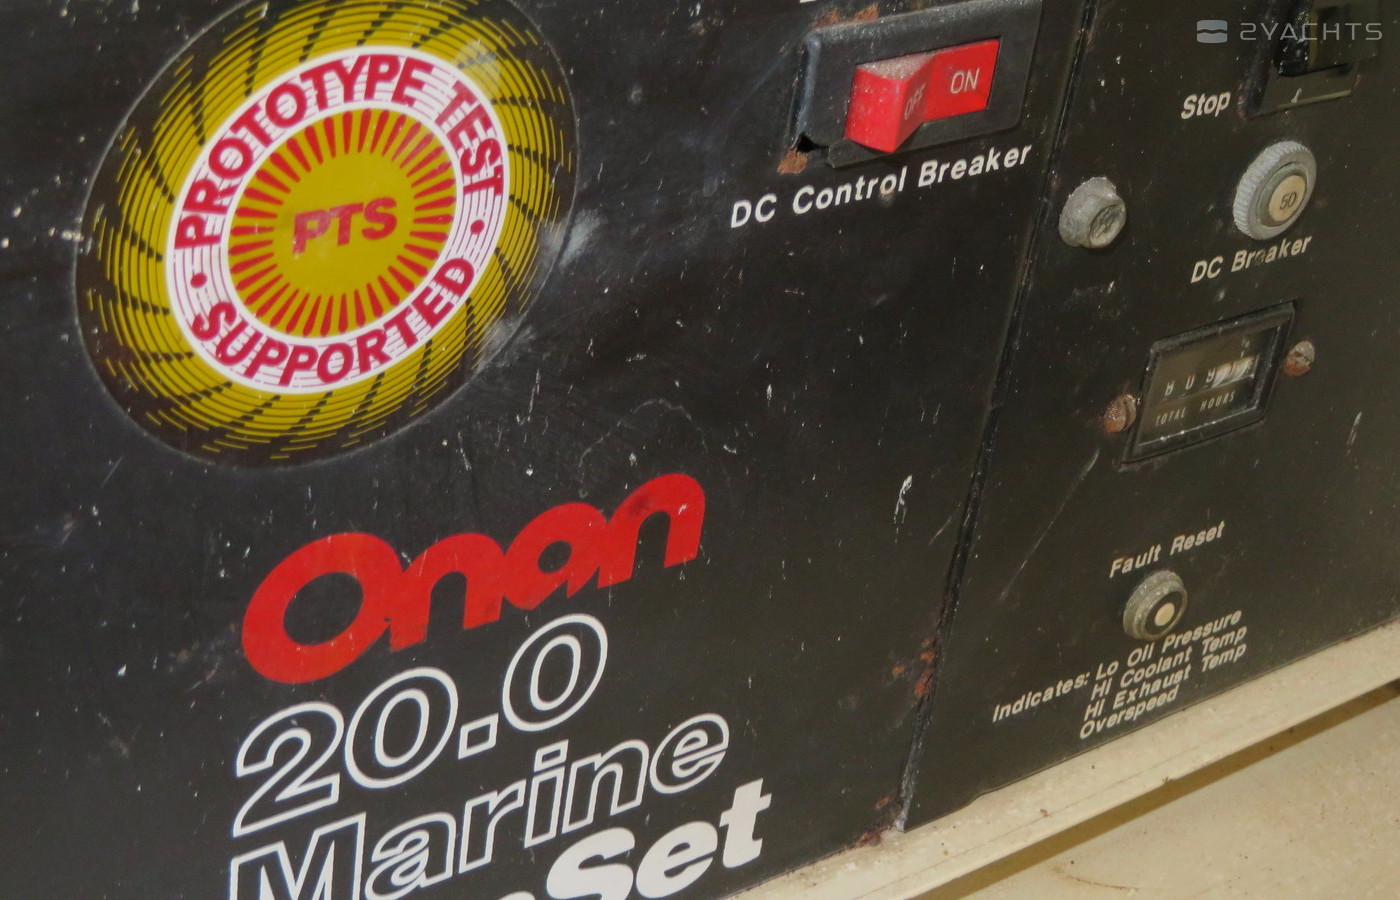 2YACHTS
PROTOTYPE TEST
PTS
SUPPORTED
OFF
ON
DC Control Breaker
Stop
50
DC Breaker
TOTAL HOURS
Fault Reset
Indicates: Lo Oil Pressure
Hi Coolant Temp
Hi Exhaust Temp
Overspeed
Onan
20.0
Marine
Set